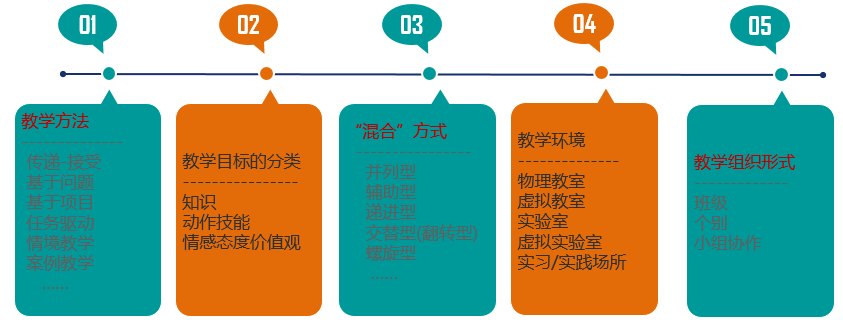 01
02
03
04
05
教学方法
--------------
传递-接受
基于问题
基于项目
任务驱动
情境教学
案例教学
……
教学目标的分类
----------------
知识
动作技能
情感态度价值观
“混合”方式
----------------
并列型
辅助型
递进型
交替型(翻转型)
螺旋型
……
教学环境
--------------
物理教室
虚拟教室
实验室
虚拟实验室
实习/实践场所
教学组织形式
--------------
班级
个别
小组协作